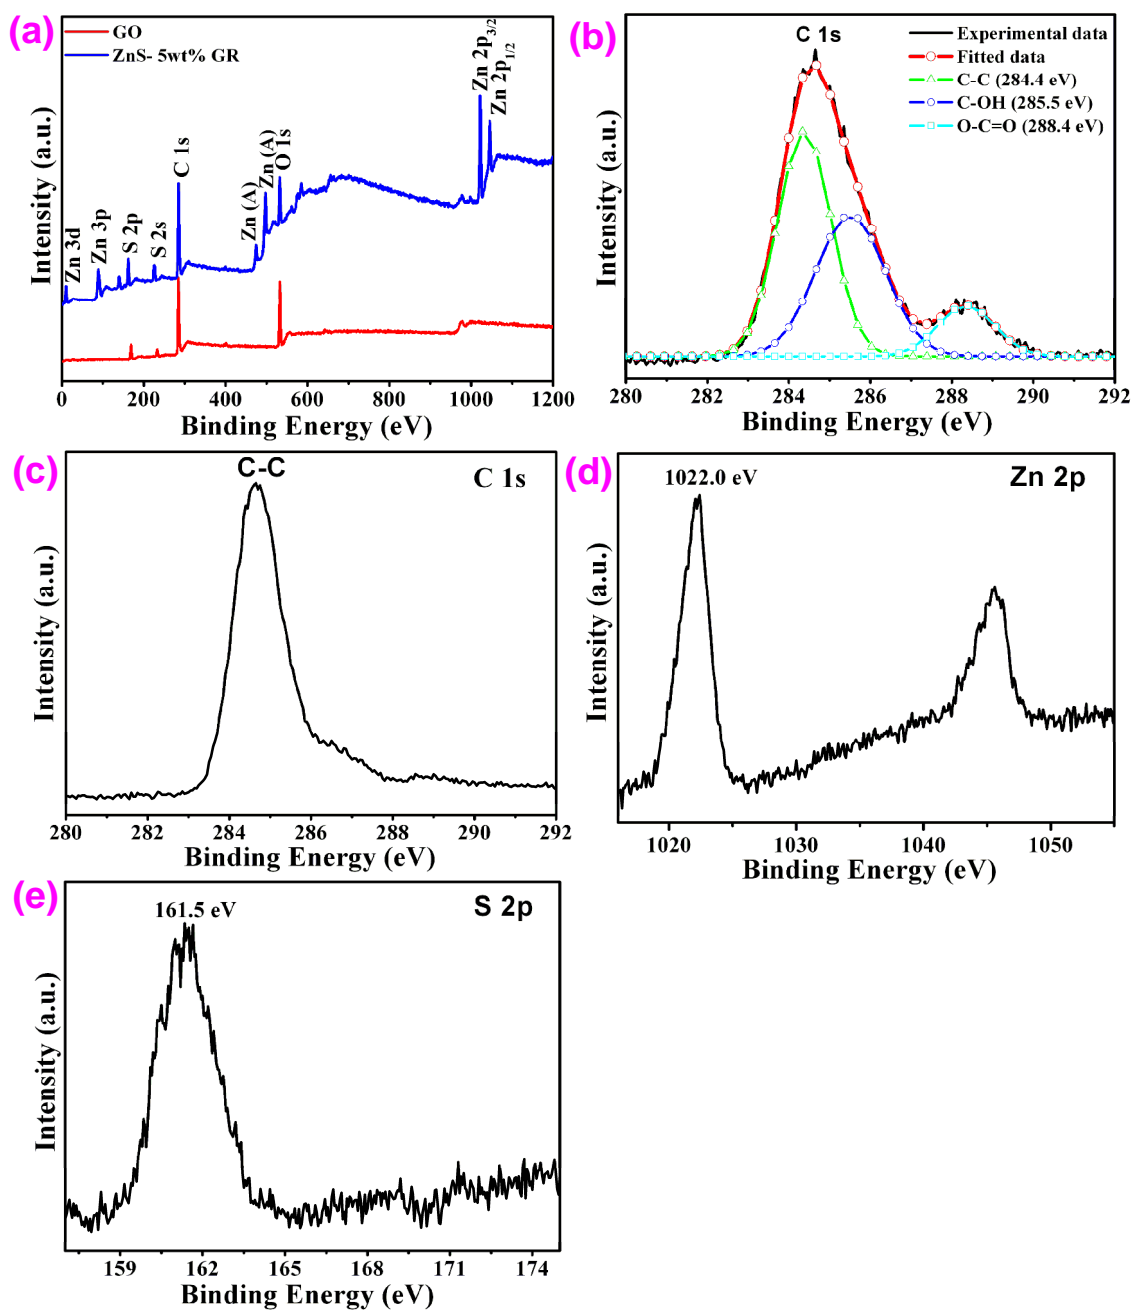 (a)
GO
ZnS- 5wt% GR
Zn 3d
Zn 3p
S 2p
S 2s
C 1s
Zn (A)
Zn (A)
O 1s
Zn 2p3/2
Zn 2p1/2
Intensity (a.u.)
0 200 400 600 800 1000 1200
Binding Energy (eV)
(b)
C 1s
Experimental data
Fitted data
C-C (284.4 eV)
C-OH (285.5 eV)
O-C=O (288.4 eV)
Intensity (a.u.)
280 282 284 286 288 290 292
Binding Energy (eV)
(c)
C-C
C 1s
Intensity (a.u.)
280 282 284 286 288 290 292
Binding Energy (eV)
(d)
1022.0 eV
Zn 2p
Intensity (a.u.)
1020 1030 1040 1050
Binding Energy (eV)
(e)
161.5 eV
S 2p
Intensity (a.u.)
159 162 165 168 171 174
Binding Energy (eV)